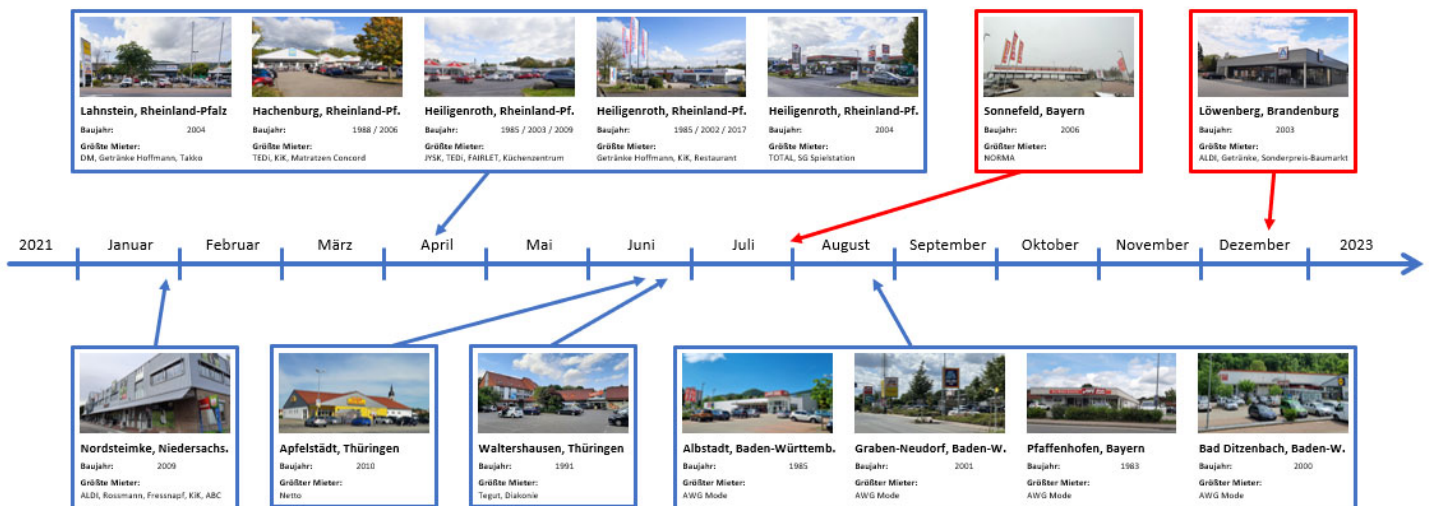 Lahnstein, Rheinland-Pfalz
Baujahr: 2004
Größte Mieter:
DM, Getränke Hoffmann, Takko
Hachenburg, Rheinland-Pf.
Baujahr: 1988 / 2006
Größte Mieter:
TEDi, KiK, Matratzen Concord
Heiligenroth, Rheinland-Pf.
Baujahr: 1985 / 2003 / 2009
Größte Mieter:
JYSK, TEDi, FAIRLET, Küchenzentrum
Heiligenroth, Rheinland-Pf.
Baujahr: 1985 / 2002 / 2017
Größte Mieter:
Getränke Hoffmann, KiK, Restaurant
Heiligenroth, Rheinland-Pf.
Baujahr: 2004
Größte Mieter:
TOTAL, SG Spielstation
Sonnefeld, Bayern
Baujahr: 2006
Größter Mieter:
NORMA
Löwenberg, Brandenburg
Baujahr: 2003
Größte Mieter:
ALDI, Getränke, Sonderpreis-Baumarkt
2021 Januar Februar März April Mai Juni Juli August September Oktober November Dezember 2023
Nordsteimke, Niedersachs.
Baujahr: 2009
Größte Mieter:
ALDI, Rossmann, Fressnapf, KiK, ABC
Apfelstädt, Thüringen
Baujahr: 2010
Größter Mieter:
Netto
Waltershausen, Thüringen
Baujahr: 1991
Größte Mieter:
Tegut, Diakonie
Albstadt, Baden-Württemb.
Baujahr: 1985
Größter Mieter:
AWG Mode
Graben-Neudorf, Baden-W.
Baujahr: 2001
Größter Mieter:
AWG Mode
Pfaffenhofen, Bayern
Baujahr: 1983
Größter Mieter:
AWG Mode
Bad Ditzenbach, Baden-W.
Baujahr: 2000
Größter Mieter:
AWG Mode